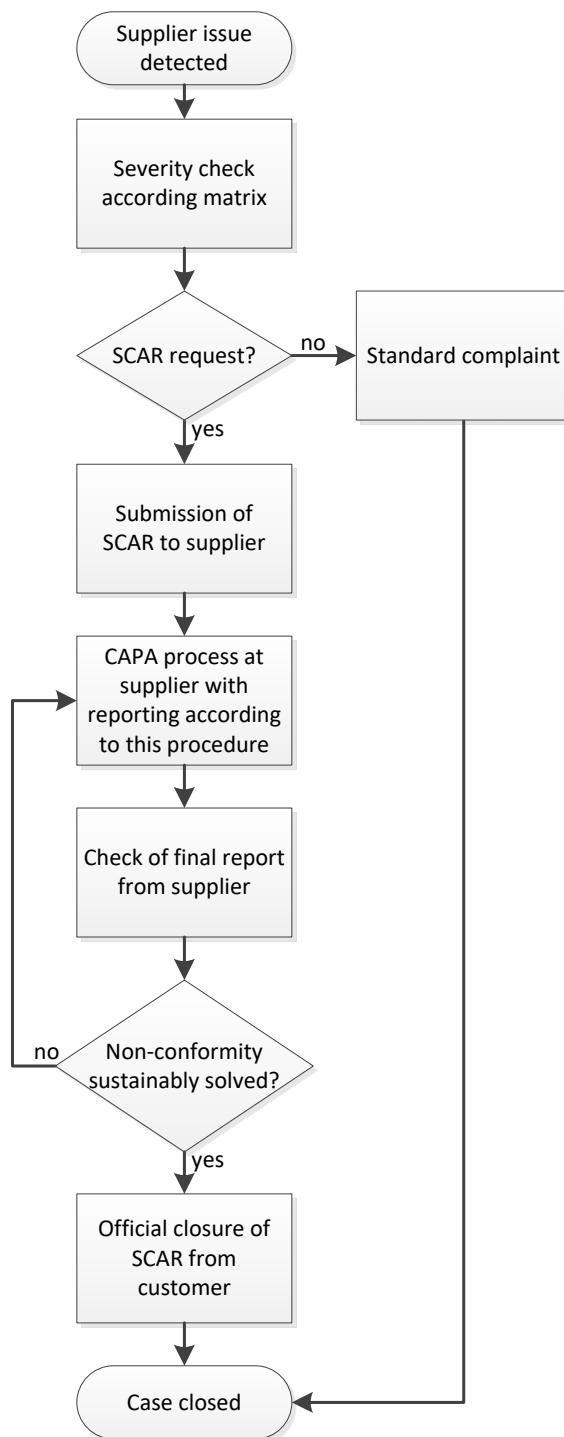 Supplier issue
detected
Severity check
according matrix
SCAR request?
no
Standard complaint
yes
Submission of
SCAR to supplier
CAPA process at
supplier with
reporting according
to this procedure
Check of final report
from supplier
Non-conformity
sustainably solved?
no
yes
Official closure of
SCAR from
customer
Case closed